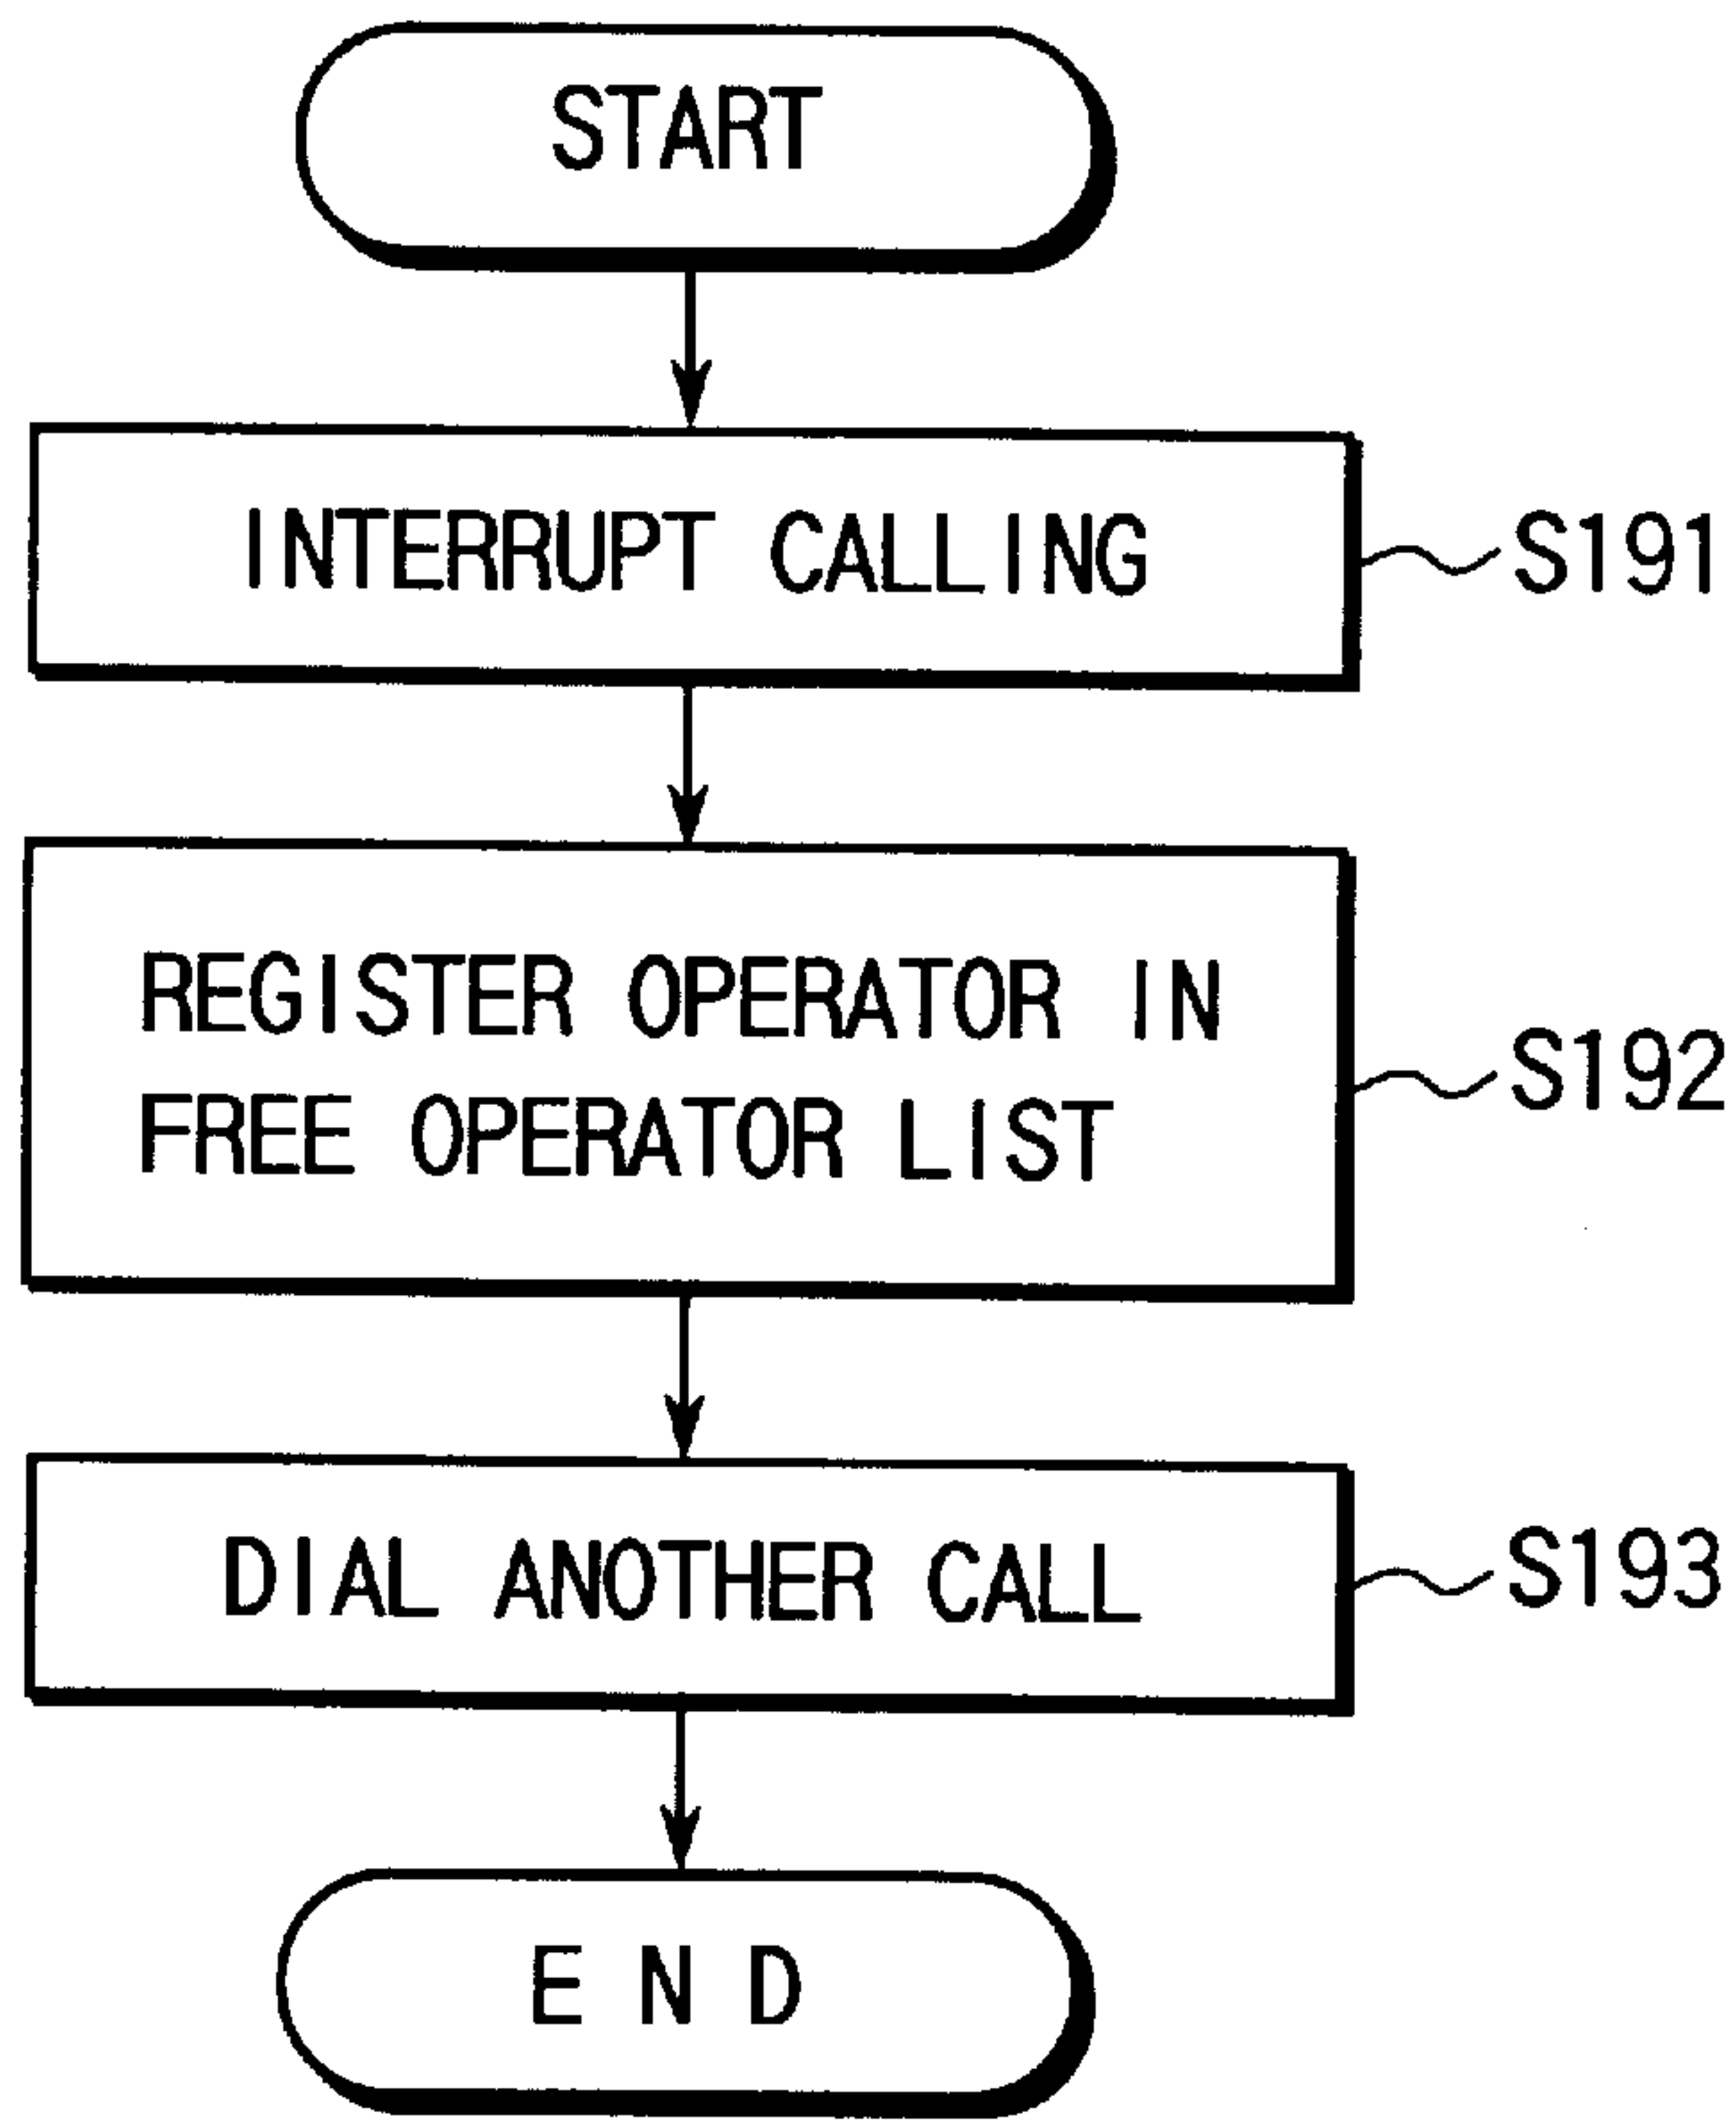 START
INTERRUPT CALLING
S191
REGISTER OPERATOR IN
FREE OPERATOR LIST
S192
DIAL ANOTHER CALL
S193
END